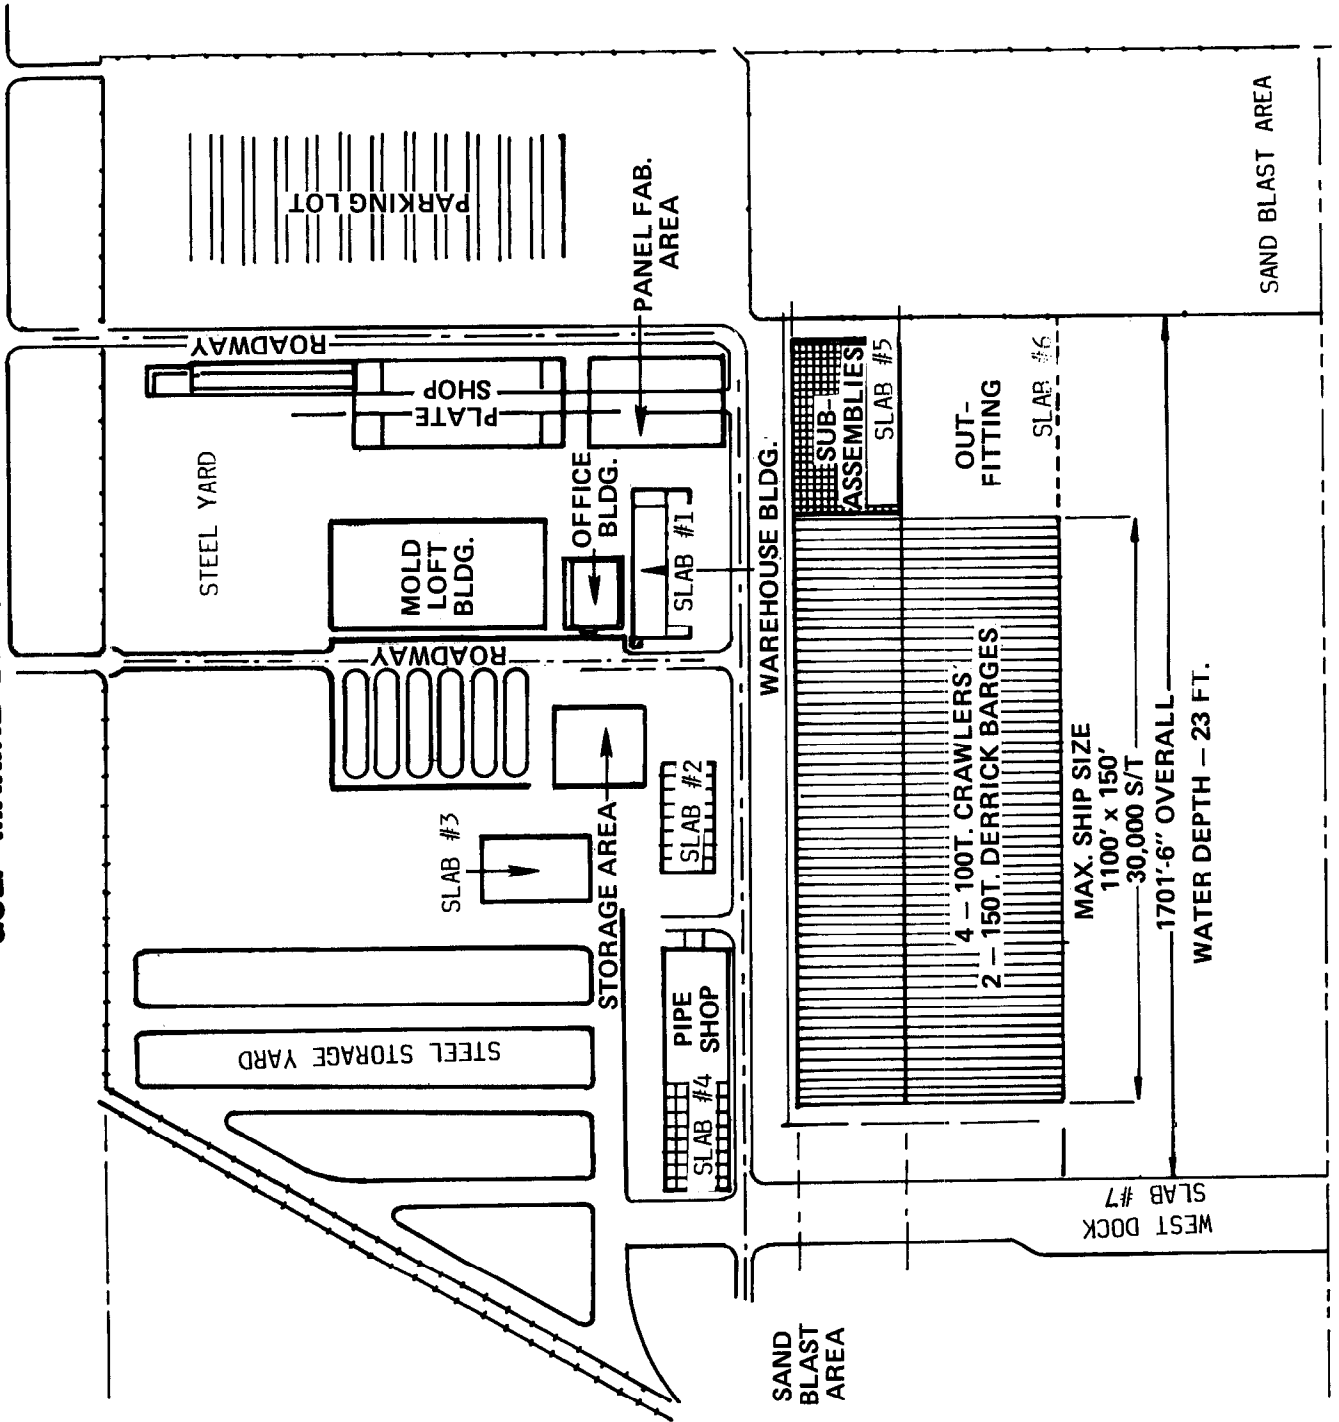 PARKING LOT
SAND BLAST AREA
PANEL FAB.
AREA
ROADWAY
PLATE
SHOP
SUB-
ASSEMBLIES
SLAB #5
OUT-
FITTING
SLAB #6
STEEL YARD
MOLD
LOFT
BLDG.
OFFICE
BLDG.
SLAB #1
WAREHOUSE BLDG.
ROADWAY
4 – 100T. CRAWLERS
2 – 150T. DERRICK BARGES
MAX. SHIP SIZE
1100' x 150'
30,000 S/T
1701'-6" OVERALL
WATER DEPTH – 23 FT.
SLAB #3
STORAGE AREA
SLAB #2
STEEL STORAGE YARD
PIPE
SHOP
SLAB #4
WEST DOCK
SLAB #7
SAND
BLAST
AREA